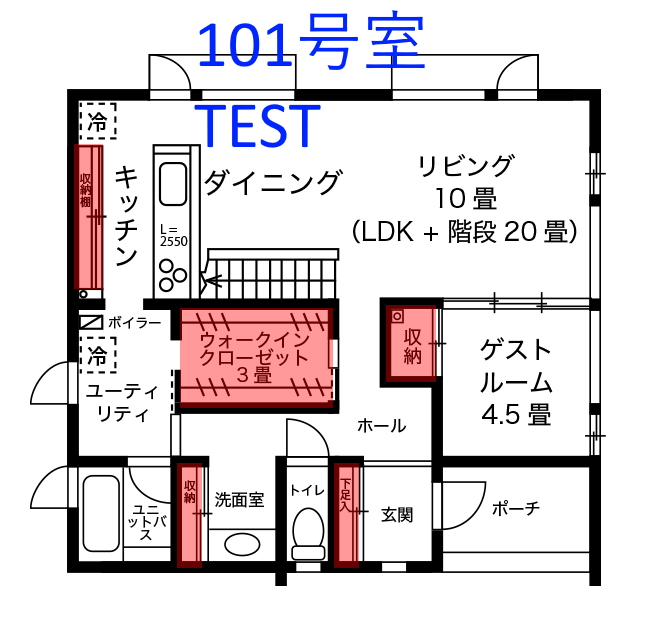 101号室
TEST
冷
収納棚
キッチン
L=
2550
ダイニング
リビング
10 畳
（LDK + 階段 20 畳）
ボイラー
冷
ユーティ
リティ
ウォークイン
クローゼット
3 畳
収納
ゲスト
ルーム
4.5 畳
ホール
ユニ
ットバ
ス
収納
洗面室
トイレ
下足入
玄関
ポーチ